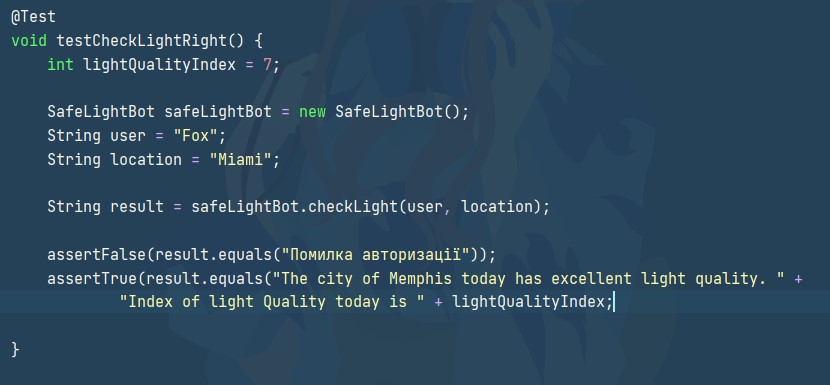 @Test
void testCheckLightRight() {
    int lightQualityIndex = 7;
    SafeLightBot safeLightBot = new SafeLightBot();
    String user = "Fox";
    String location = "Miami";
    String result = safeLightBot.checkLight(user, location);
    assertFalse(result.equals("Помилка авторизації"));
    assertTrue(result.equals("The city of Memphis today has excellent light quality. " +
            "Index of light Quality today is " + lightQualityIndex;
}